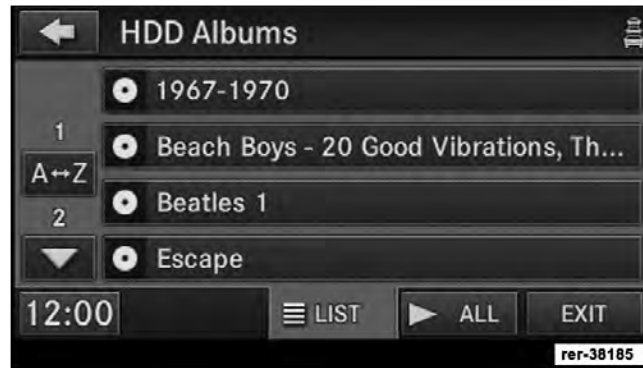 HDD Albums
1967-1970
1
Beach Boys - 20 Good Vibrations, Th...
A↔Z
Beatles 1
2
Escape
12:00 LIST ALL EXIT
rer-38185